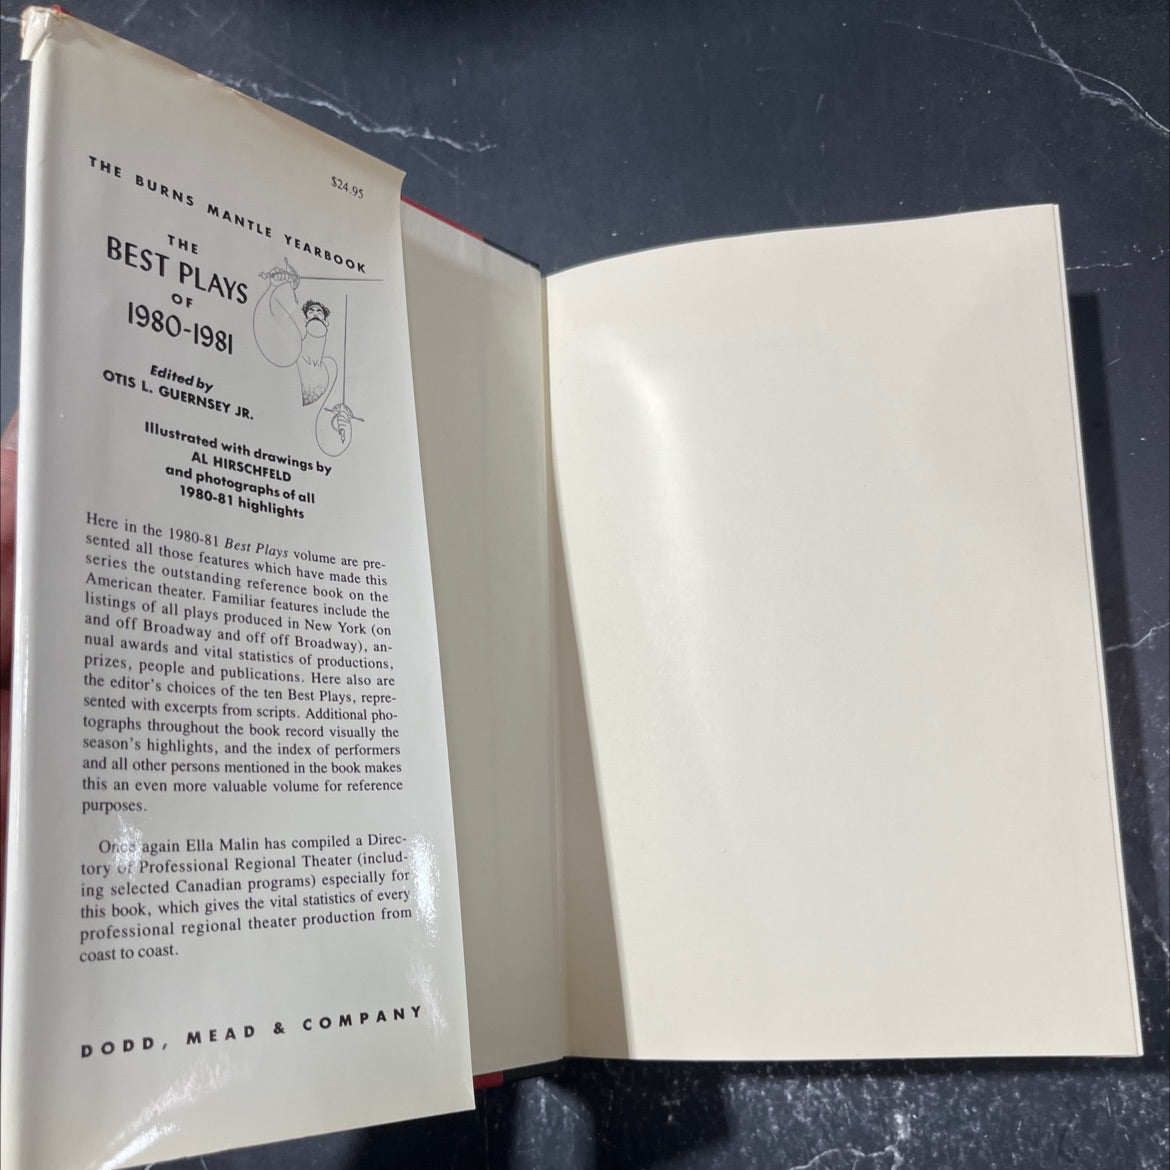 $24.95
THE BURNS MANTLE YEARBOOK
THE
BEST PLAYS
OF
1980-1981
Edited by
OTIS L. GUERNSEY JR.
Illustrated with drawings by
AL HIRSCHFELD
and photographs of all
1980-81 highlights
Here in the 1980-81 Best Plays volume are pre-
sented all those features which have made this
series the outstanding reference book on the
American theater. Familiar features include the
listings of all plays produced in New York (on
and off Broadway and off off Broadway), an-
nual awards and vital statistics of productions,
prizes, people and publications. Here also are
the editor's choices of the ten Best Plays, repre-
sented with excerpts from scripts. Additional pho-
tographs throughout the book record visually the
season's highlights, and the index of performers
and all other persons mentioned in the book makes
this an even more valuable volume for reference
purposes.
Once again Ella Malin has compiled a Direc-
tory of Professional Regional Theater (includ-
ing selected Canadian programs) especially for
this book, which gives the vital statistics of every
professional regional theater production from
coast to coast.
DODD, MEAD & COMPANY